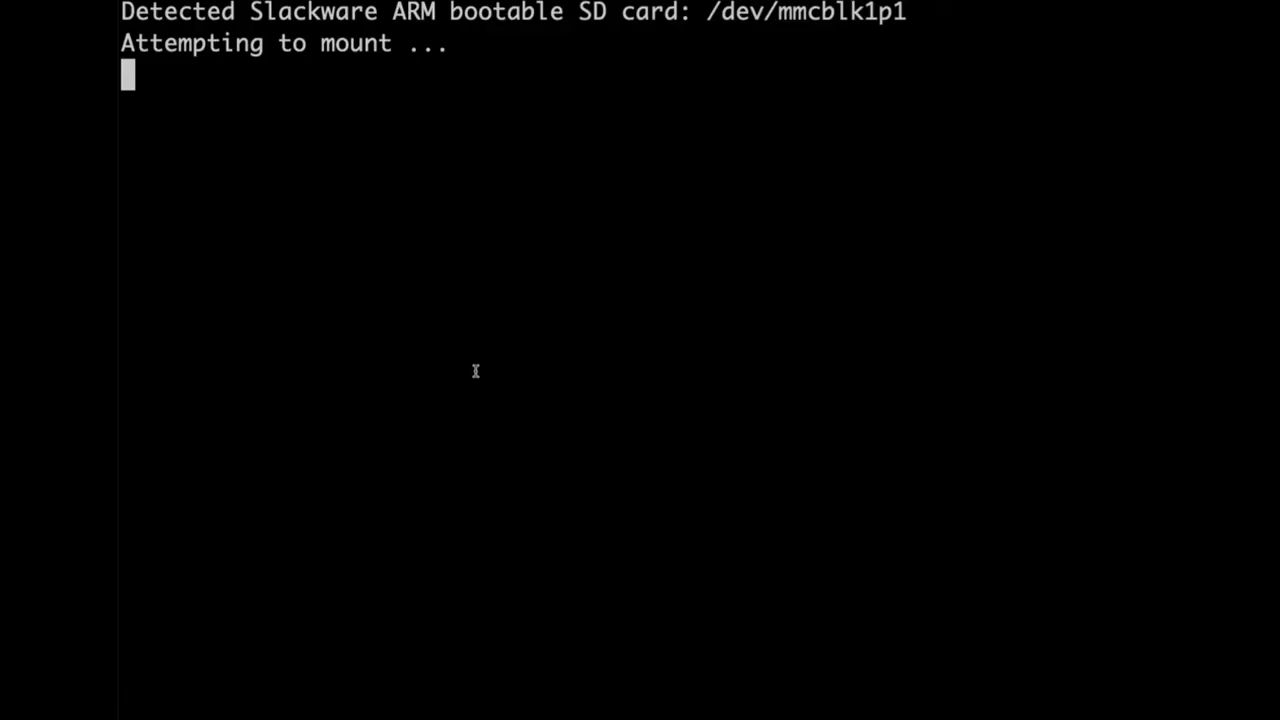 Detected Slackware ARM bootable SD card: /dev/mmcblk1p1
Attempting to mount ...